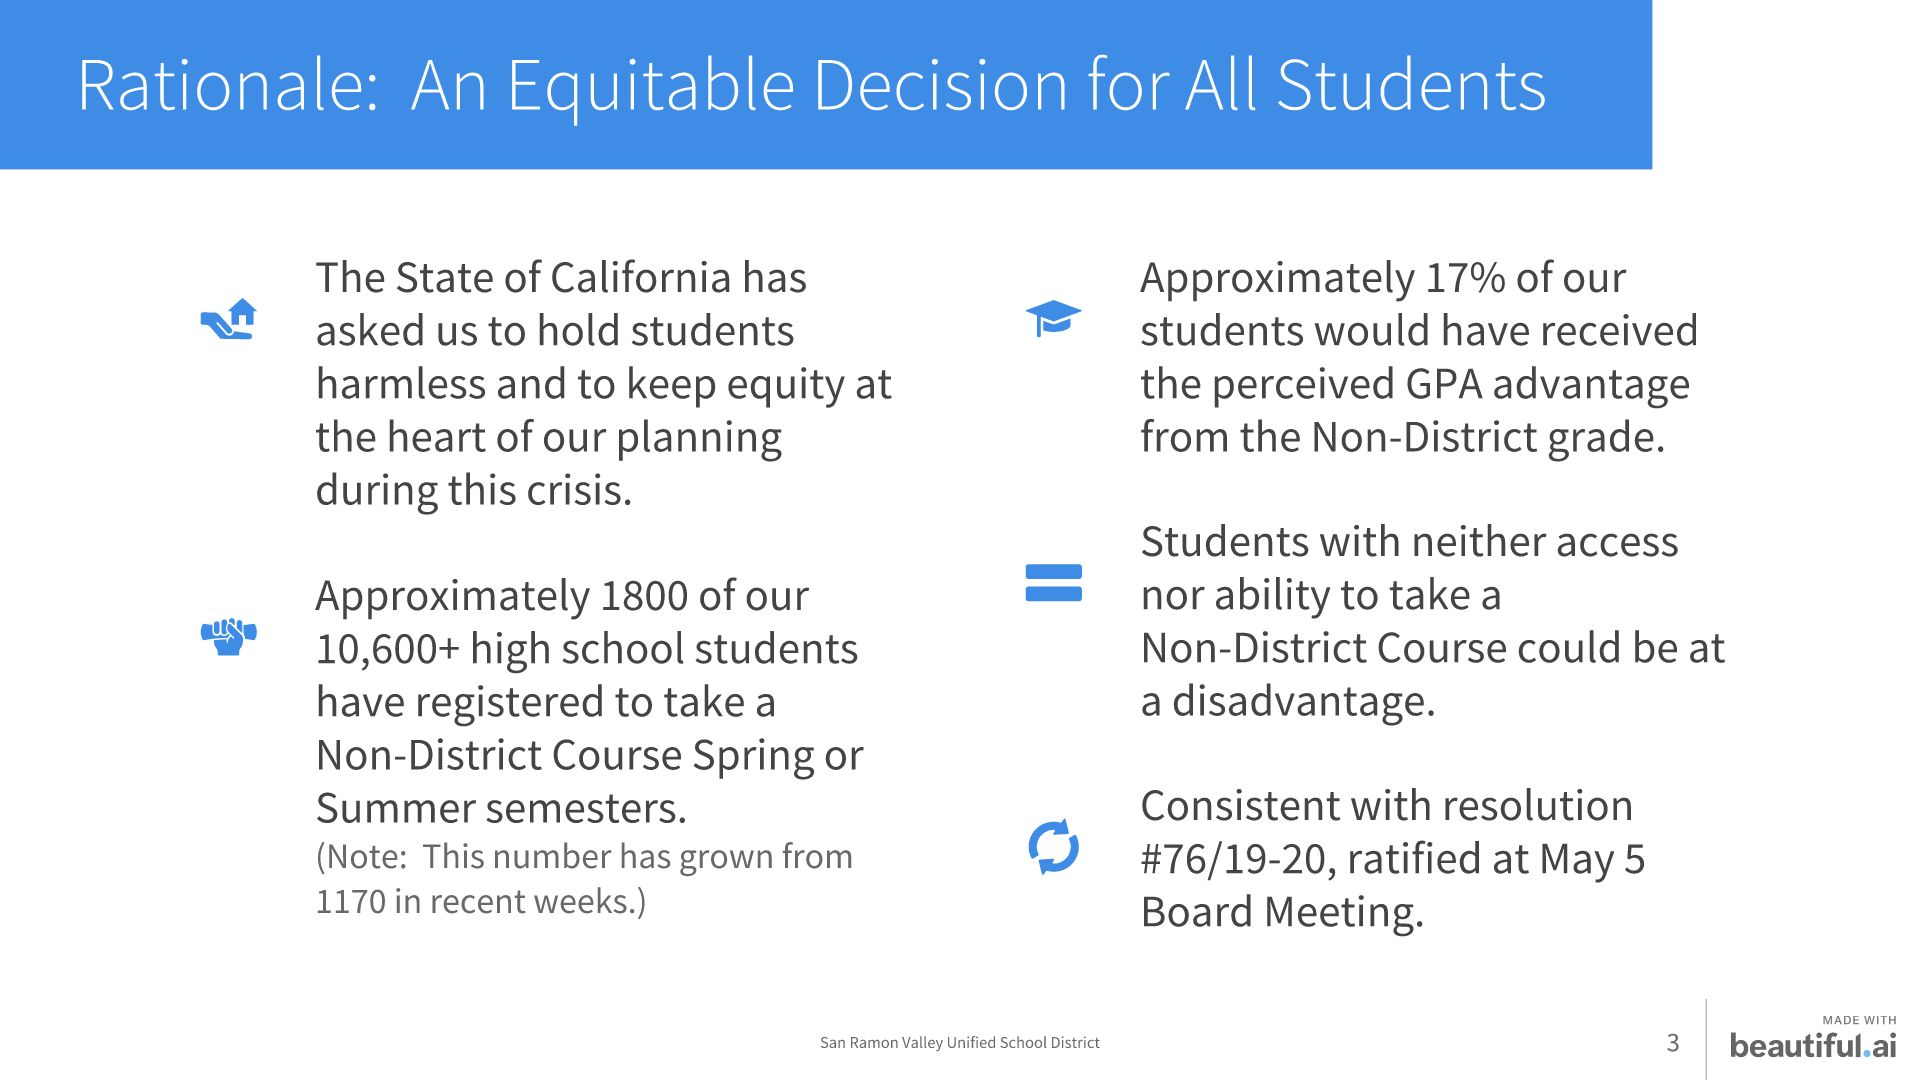 Rationale:  An Equitable Decision for All Students
The State of California has
asked us to hold students
harmless and to keep equity at
the heart of our planning
during this crisis.
Approximately 1800 of our
10,600+ high school students
have registered to take a
Non-District Course Spring or
Summer semesters.
(Note:  This number has grown from
1170 in recent weeks.)
Approximately 17% of our
students would have received
the perceived GPA advantage
from the Non-District grade.
Students with neither access
nor ability to take a
Non-District Course could be at
a disadvantage.
Consistent with resolution
#76/19-20, ratified at May 5
Board Meeting.
San Ramon Valley Unified School District
3
MADE WITH
beautiful.ai